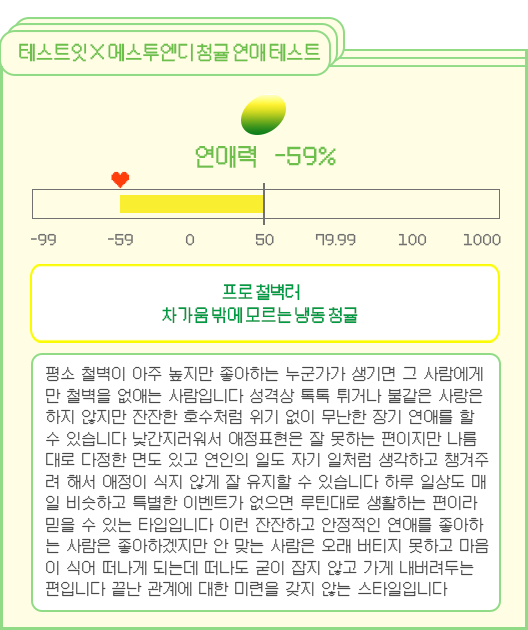 테스트잇X메스투엔디 청귤 연애 테스트
연애력 -59%
-99 -59 0 50 79.99 100 1000
프로 철벽러
차가움 밖에 모르는 냉동 청귤
평소 철벽이 아주 높지만 좋아하는 누군가가 생기면 그 사람에게
만 철벽을 없애는 사람입니다 성격상 톡톡 튀거나 불같은 사랑은
하지 않지만 잔잔한 호수처럼 위기 없이 무난한 장기 연애를 할
수 있습니다 낯간지러워서 애정표현은 잘 못하는 편이지만 나름
대로 다정한 면도 있고 연인의 일도 자기 일처럼 생각하고 챙겨주
려 해서 애정이 식지 않게 잘 유지할 수 있습니다 하루 일상도 매
일 비슷하고 특별한 이벤트가 없으면 루틴대로 생활하는 편이라
믿을 수 있는 타입입니다 이런 잔잔하고 안정적인 연애를 좋아하
는 사람은 좋아하겠지만 안 맞는 사람은 오래 버티지 못하고 마음
이 식어 떠나게 되는데 떠나도 굳이 잡지 않고 가게 내버려두는
편입니다 끝난 관계에 대한 미련을 갖지 않는 스타일입니다